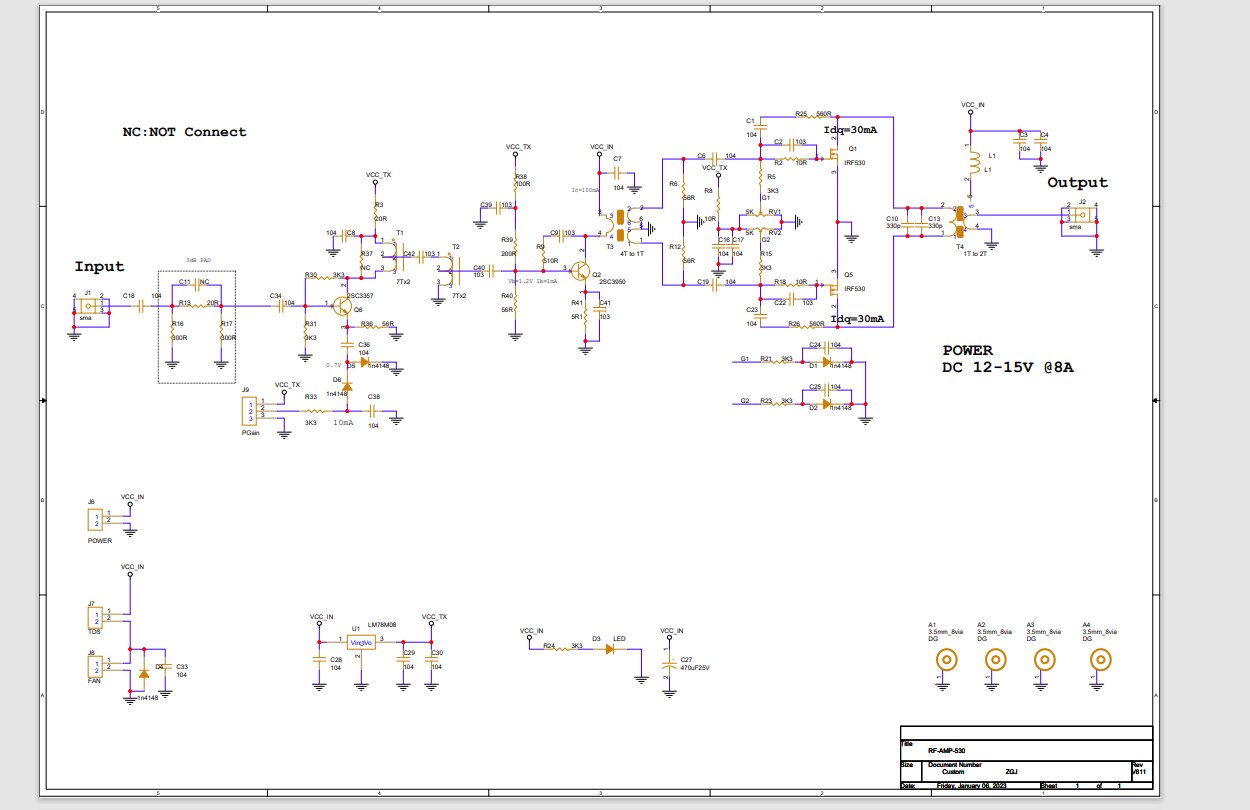 NC:NOT Connect
Input
3dB PAD
J1
sma
C18
104
C11
NC
R13
20R
R16
300R
R17
300R
C34
104
R30
3K3
R31
3K3
VCC_TX
R3
20R
104
C8
R37
NC
T1
7Tx2
C42
103
T2
7Tx2
2SC3357
Q6
R36
56R
C36
104
0.7V
D5
1n4148
D6
1n4148
J9
PGain
VCC_TX
R33
3K3
10mA
C38
104
VCC_TX
R38
100R
C39
103
R39
200R
C40
103
R40
56R
Vb=1.2V Ib=1mA
R9
510R
C9
103
VCC_IN
C7
104
Ic=100mA
T3
4T to 1T
Q2
2SC3950
R41
5R1
C41
103
R6
56R
R12
56R
C6
104
C19
104
VCC_TX
R8
10R
C16
C17
104
104
C1
104
C2
103
R2
10R
R25
560R
R5
3K3
G1
5K
RV1
5K
RV2
G2
R15
3K3
R18
10R
C22
103
C23
104
R26
560R
Idq=30mA
Q1
IRF530
Q5
IRF530
Idq=30mA
G1
R21
3K3
C24
104
D1
1n4148
G2
R23
3K3
C25
104
D2
1n4148
C10
330p
C13
330p
VCC_IN
L1
L1
C3
104
C4
104
T4
1T to 2T
Output
J2
sma
POWER
DC 12-15V @8A
J6
VCC_IN
POWER
VCC_IN
J7
TDS
J8
FAN
D4
1n4148
C33
104
VCC_IN
U1
LM78M08
C28
104
C29
104
C30
104
VCC_TX
VCC_IN
R24
3K3
D3
LED
VCC_IN
C27
470uF25V
A1
3.5mm_8via
DG
A2
3.5mm_8via
DG
A3
3.5mm_8via
DG
A4
3.5mm_8via
DG
Title
RF-AMP-530
Size
Document Number
Rev
Custom
ZGJ
V811
Date:
Friday, January 06, 2023
Sheet
1
of
1